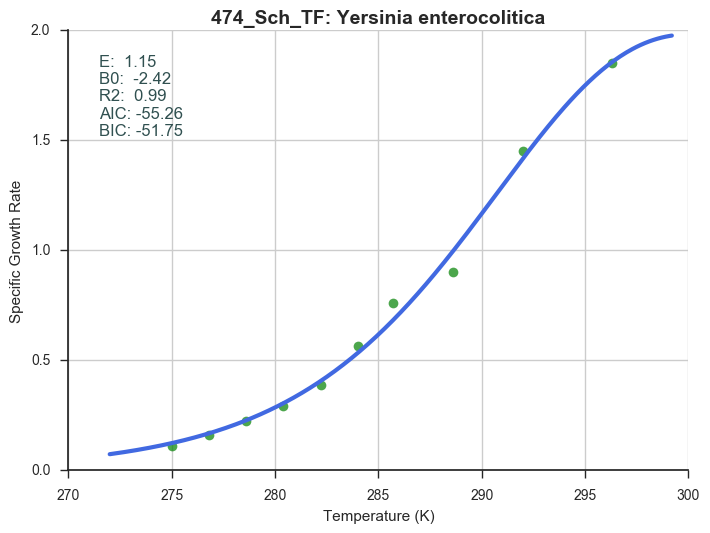 474_Sch_TF: Yersinia enterocolitica
E:  1.15
B0:  -2.42
R2:  0.99
AIC: -55.26
BIC: -51.75
2.0
1.5
1.0
0.5
0.0
Specific Growth Rate
270 275 280 285 290 295 300
Temperature (K)